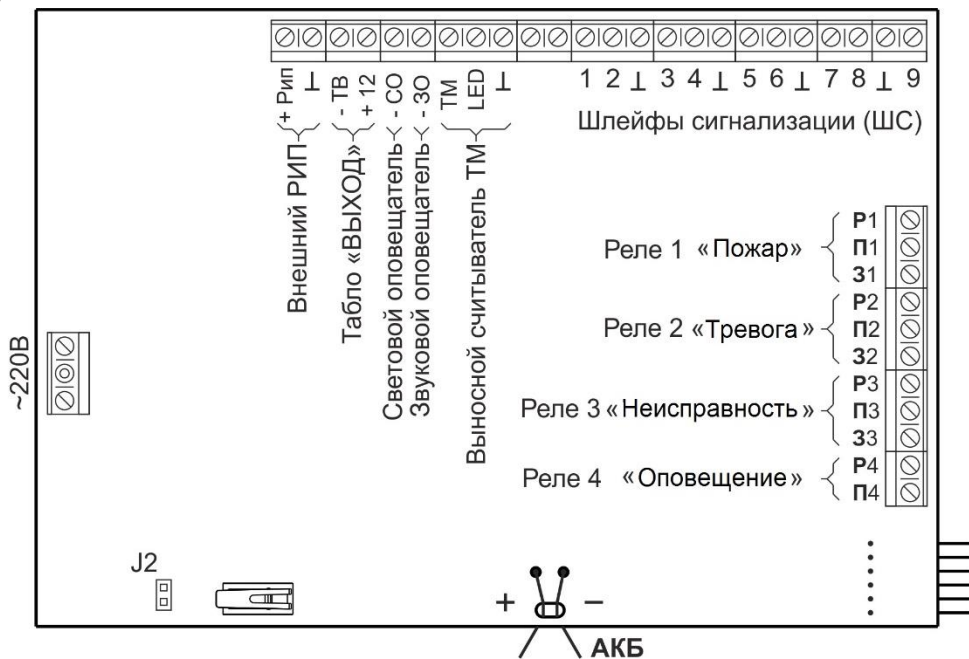 1 2 ⊥ 3 4 ⊥ 5 6 ⊥ 7 8 ⊥ 9
Шлейфы сигнализации (ШС)
+ Рип
⊥
Внешний РИП
- ТВ
+ 12
Табло «ВЫХОД»
- СО
Световой оповещатель
- ЗО
Звуковой оповещатель
ТМ
LED
⊥
Выносной считыватель ТМ
~220В
Реле 1 «Пожар»
Р1
П1
З1
Реле 2 «Тревога»
Р2
П2
З2
Реле 3 «Неисправность»
Р3
П3
З3
Реле 4 «Оповещение»
Р4
П4
J2
+ −
АКБ